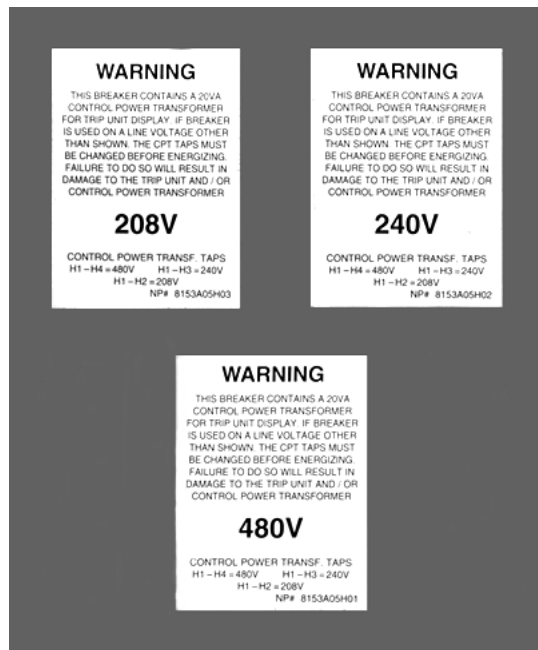 WARNING
THIS BREAKER CONTAINS A 20VA
CONTROL POWER TRANSFORMER
FOR TRIP UNIT DISPLAY. IF BREAKER
IS USED ON A LINE VOLTAGE OTHER
THAN SHOWN. THE CPT TAPS MUST
BE CHANGED BEFORE ENERGIZING.
FAILURE TO DO SO WILL RESULT IN
DAMAGE TO THE TRIP UNIT AND / OR
CONTROL POWER TRANSFORMER
208V
CONTROL POWER TRANSF. TAPS
H1-H4=480V H1-H3=240V
H1-H2=208V
NP# 8153A05H03
WARNING
THIS BREAKER CONTAINS A 20VA
CONTROL POWER TRANSFORMER
FOR TRIP UNIT DISPLAY. IF BREAKER
IS USED ON A LINE VOLTAGE OTHER
THAN SHOWN. THE CPT TAPS MUST
BE CHANGED BEFORE ENERGIZING.
FAILURE TO DO SO WILL RESULT IN
DAMAGE TO THE TRIP UNIT AND / OR
CONTROL POWER TRANSFORMER
240V
CONTROL POWER TRANSF. TAPS
H1-H4=480V H1-H3=240V
H1-H2=208V
NP# 8153A05H02
WARNING
THIS BREAKER CONTAINS A 20VA
CONTROL POWER TRANSFORMER
FOR TRIP UNIT DISPLAY. IF BREAKER
IS USED ON A LINE VOLTAGE OTHER
THAN SHOWN. THE CPT TAPS MUST
BE CHANGED BEFORE ENERGIZING.
FAILURE TO DO SO WILL RESULT IN
DAMAGE TO THE TRIP UNIT AND / OR
CONTROL POWER TRANSFORMER
480V
CONTROL POWER TRANSF. TAPS
H1-H4=480V H1-H3=240V
H1-H2=208V
NP# 8153A05H01